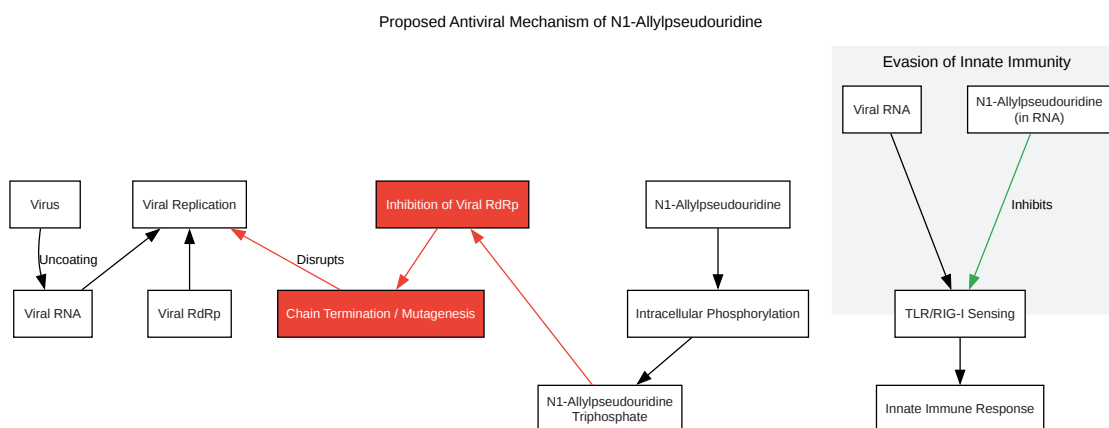 Proposed Antiviral Mechanism of N1-Allylpseudouridine
Evasion of Innate Immunity
Viral RNA
N1-Allylpseudouridine
(in RNA)
Virus
Viral Replication
Inhibition of Viral RdRp
N1-Allylpseudouridine
Inhibits
Uncoating
Disrupts
Viral RNA
Viral RdRp
Chain Termination / Mutagenesis
Intracellular Phosphorylation
TLR/RIG-I Sensing
N1-Allylpseudouridine
Triphosphate
Innate Immune Response